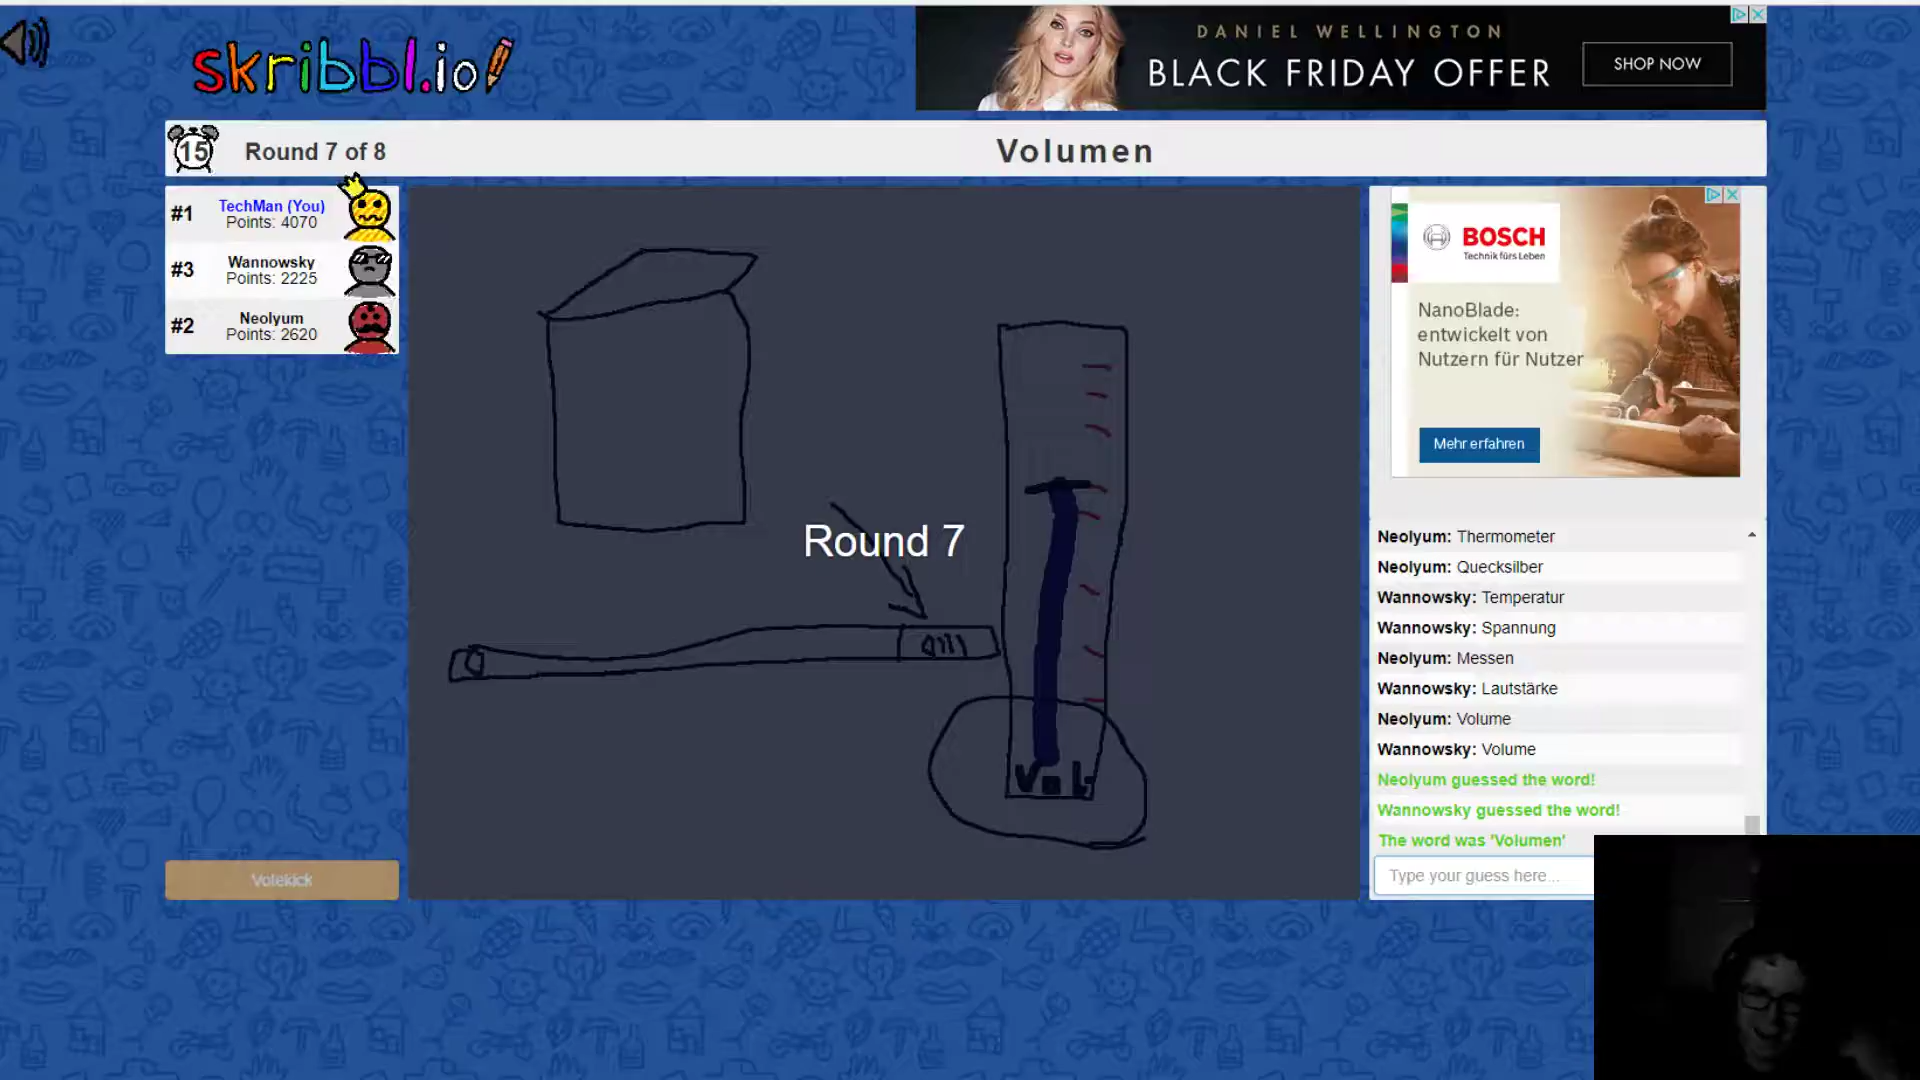 skribbl.io
DANIEL WELLINGTON
BLACK FRIDAY OFFER
SHOP NOW
15
Round 7 of 8
Volumen
#1
TechMan (You)
Points: 4070
#3
Wannowsky
Points: 2225
#2
Neolyum
Points: 2620
Round 7
BOSCH
Technik fürs Leben
NanoBlade:
entwickelt von
Nutzern für Nutzer
Mehr erfahren
Neolyum: Thermometer
Neolyum: Quecksilber
Wannowsky: Temperatur
Wannowsky: Spannung
Neolyum: Messen
Wannowsky: Lautstärke
Neolyum: Volume
Wannowsky: Volume
Neolyum guessed the word!
Wannowsky guessed the word!
The word was 'Volumen'
Type your guess here...
Votekick